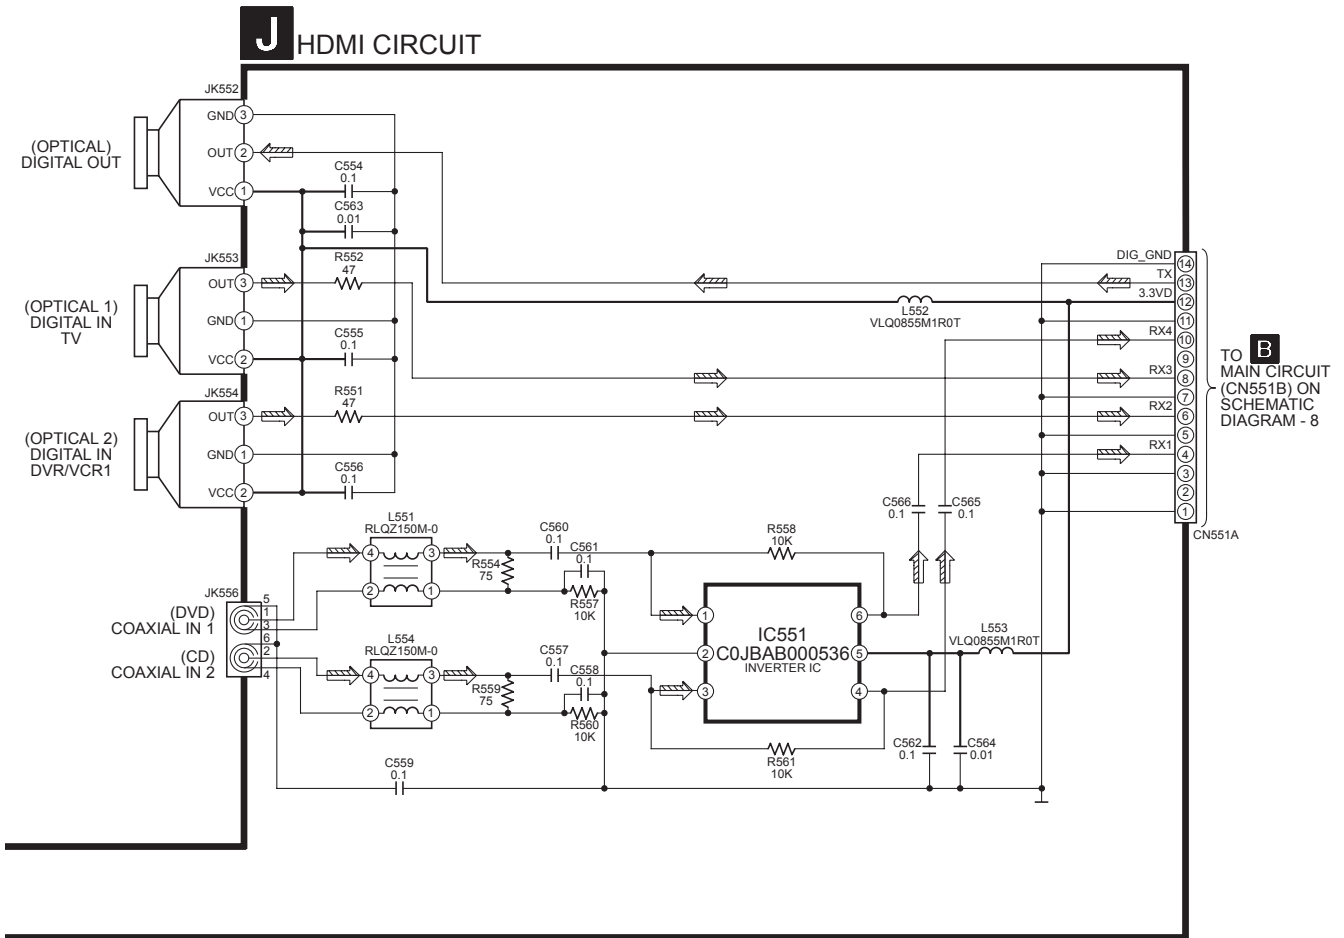 J HDMI CIRCUIT
JK552
GND 3
(OPTICAL)
DIGITAL OUT
OUT 2
VCC 1
C554
0.1
C563
0.01
JK553
R552
47
OUT 3
(OPTICAL 1)
DIGITAL IN
TV
GND 1
VCC 2
C555
0.1
JK554
R551
47
OUT 3
(OPTICAL 2)
DIGITAL IN
DVR/VCR1
GND 1
VCC 2
C556
0.1
L552
VLQ0855M1R0T
DIG_GND 14
TX 13
3.3VD 12
11
RX4 10
9
RX3 8
7
RX2 6
5
RX1 4
3
2
1
CN551A
TO B
MAIN CIRCUIT
(CN551B) ON
SCHEMATIC
DIAGRAM - 8
L551
RLQZ150M-0
4 3
2 1
R554
75
C560
0.1
C561
0.1
R557
10K
R558
10K
C566
0.1
C565
0.1
JK556
5
1
3
6
2
4
(DVD)
COAXIAL IN 1
(CD)
COAXIAL IN 2
L554
RLQZ150M-0
4 3
2 1
R559
75
C557
0.1
C558
0.1
R560
10K
1 6
2 5
3 4
IC551
C0JBAB000536
INVERTER IC
L553
VLQ0855M1R0T
R561
10K
C562
0.1
C564
0.01
C559
0.1